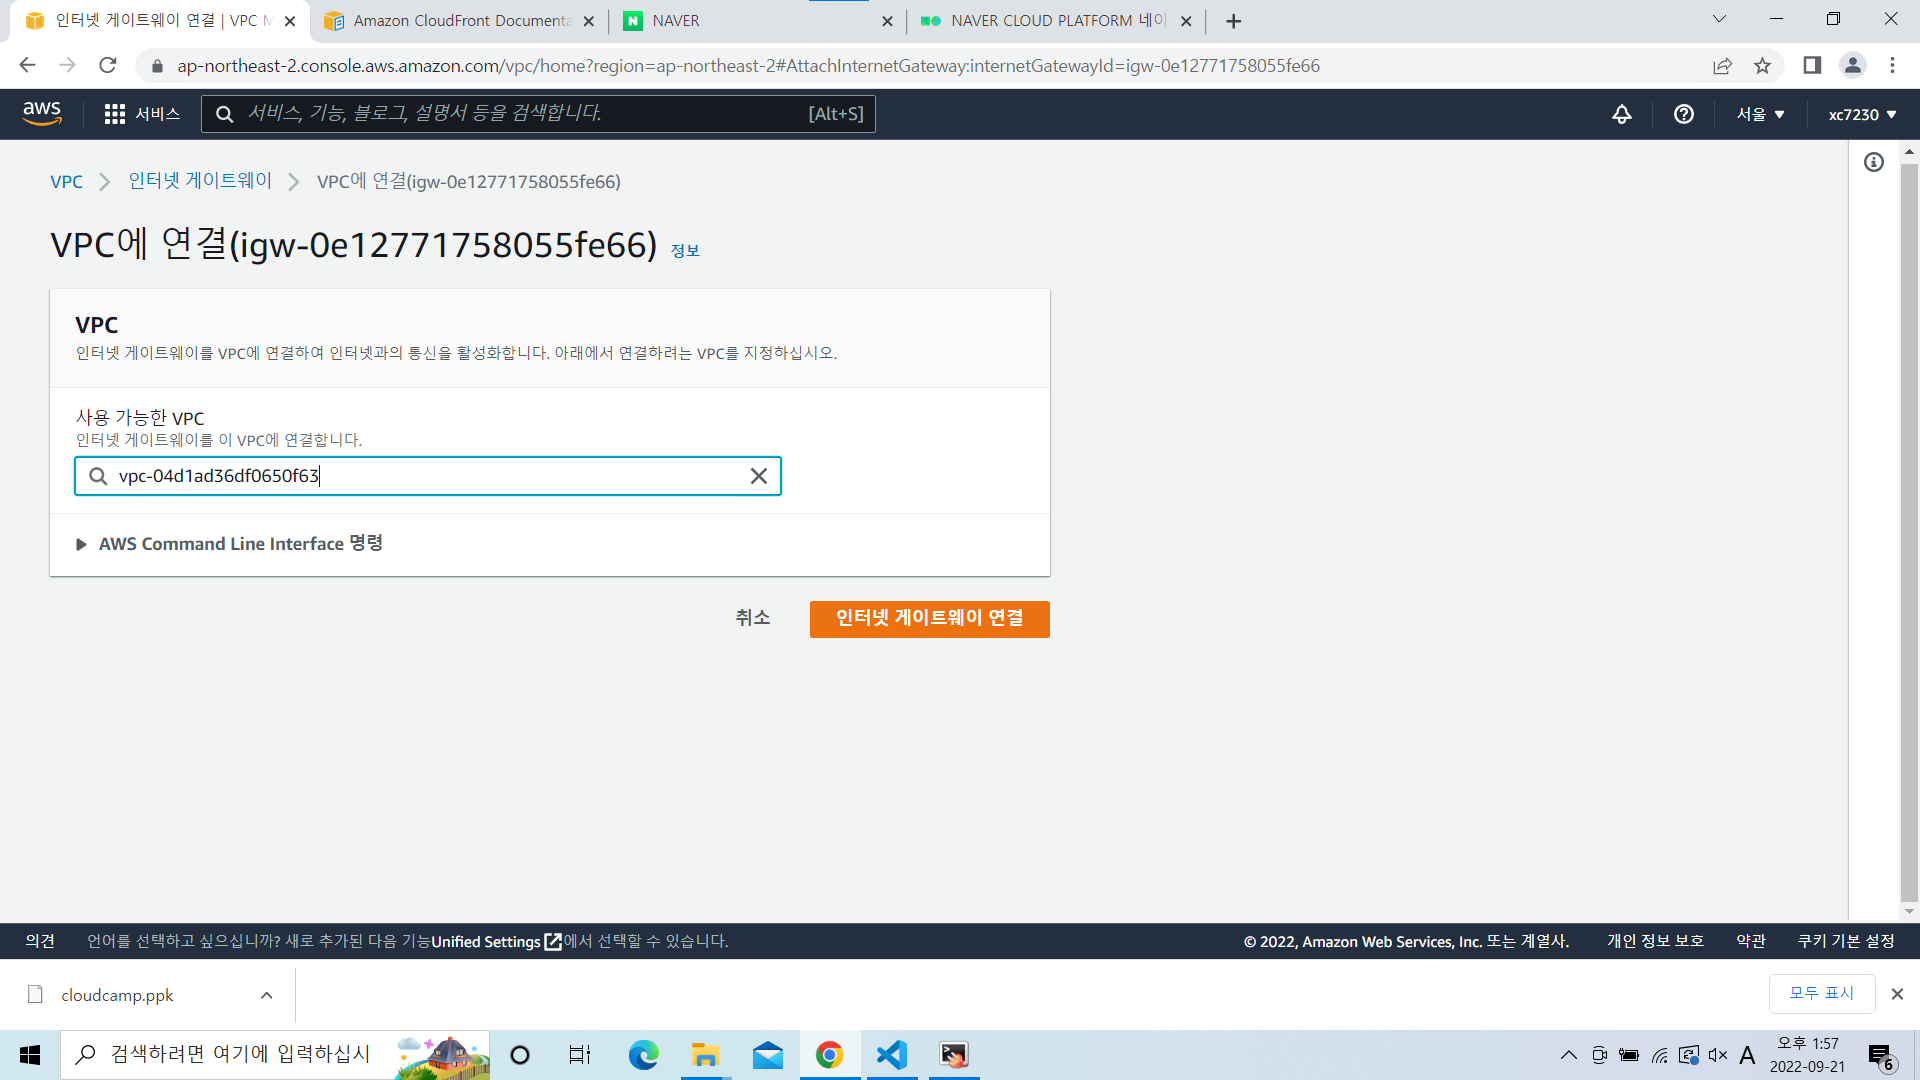 인터넷 게이트웨이 연결 | VPC M
Amazon CloudFront Documenta
NAVER
NAVER CLOUD PLATFORM 네이
ap-northeast-2.console.aws.amazon.com/vpc/home?region=ap-northeast-2#AttachInternetGateway:internetGatewayId=igw-0e12771758055fe66
aws
서비스
서비스, 기능, 블로그, 설명서 등을 검색합니다.
[Alt+S]
서울
xc7230
VPC
인터넷 게이트웨이
VPC에 연결(igw-0e12771758055fe66)
VPC에 연결(igw-0e12771758055fe66) 정보
VPC
인터넷 게이트웨이를 VPC에 연결하여 인터넷과의 통신을 활성화합니다. 아래에서 연결하려는 VPC를 지정하십시오.
사용 가능한 VPC
인터넷 게이트웨이를 이 VPC에 연결합니다.
vpc-04d1ad36df0650f63
AWS Command Line Interface 명령
취소
인터넷 게이트웨이 연결
의견
언어를 선택하고 싶으십니까? 새로 추가된 다음 기능Unified Settings에서 선택할 수 있습니다.
© 2022, Amazon Web Services, Inc. 또는 계열사.
개인 정보 보호
약관
쿠키 기본 설정
cloudcamp.ppk
모두 표시
검색하려면 여기에 입력하십시
A
오후 1:57
2022-09-21
6